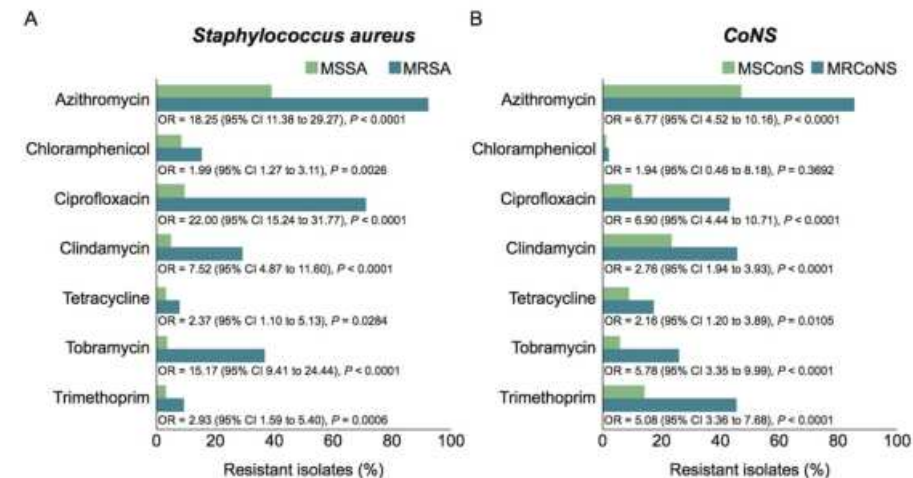 A
Staphylococcus aureus
MSSA MRSA
Azithromycin
OR = 18.25 (95% CI 11.38 to 29.27), P < 0.0001
Chloramphenicol
OR = 1.99 (95% CI 1.27 to 3.11), P = 0.0026
Ciprofloxacin
OR = 22.00 (95% CI 15.24 to 31.77), P < 0.0001
Clindamycin
OR = 7.52 (95% CI 4.87 to 11.60), P < 0.0001
Tetracycline
OR = 2.37 (95% CI 1.10 to 5.13), P = 0.0284
Tobramycin
OR = 15.17 (95% CI 9.41 to 24.44), P < 0.0001
Trimethoprim
OR = 2.93 (95% CI 1.59 to 5.40), P = 0.0006
0 20 40 60 80 100
Resistant isolates (%)
B
CoNS
MSConS MRCoNS
Azithromycin
OR = 6.77 (95% CI 4.52 to 10.16), P < 0.0001
Chloramphenicol
OR = 1.94 (95% CI 0.46 to 8.18), P = 0.3692
Ciprofloxacin
OR = 6.90 (95% CI 4.44 to 10.71), P < 0.0001
Clindamycin
OR = 2.76 (95% CI 1.94 to 3.93), P < 0.0001
Tetracycline
OR = 2.16 (95% CI 1.20 to 3.89), P = 0.0105
Tobramycin
OR = 5.78 (95% CI 3.35 to 9.99), P < 0.0001
Trimethoprim
OR = 5.08 (95% CI 3.36 to 7.68), P < 0.0001
0 20 40 60 80 100
Resistant isolates (%)